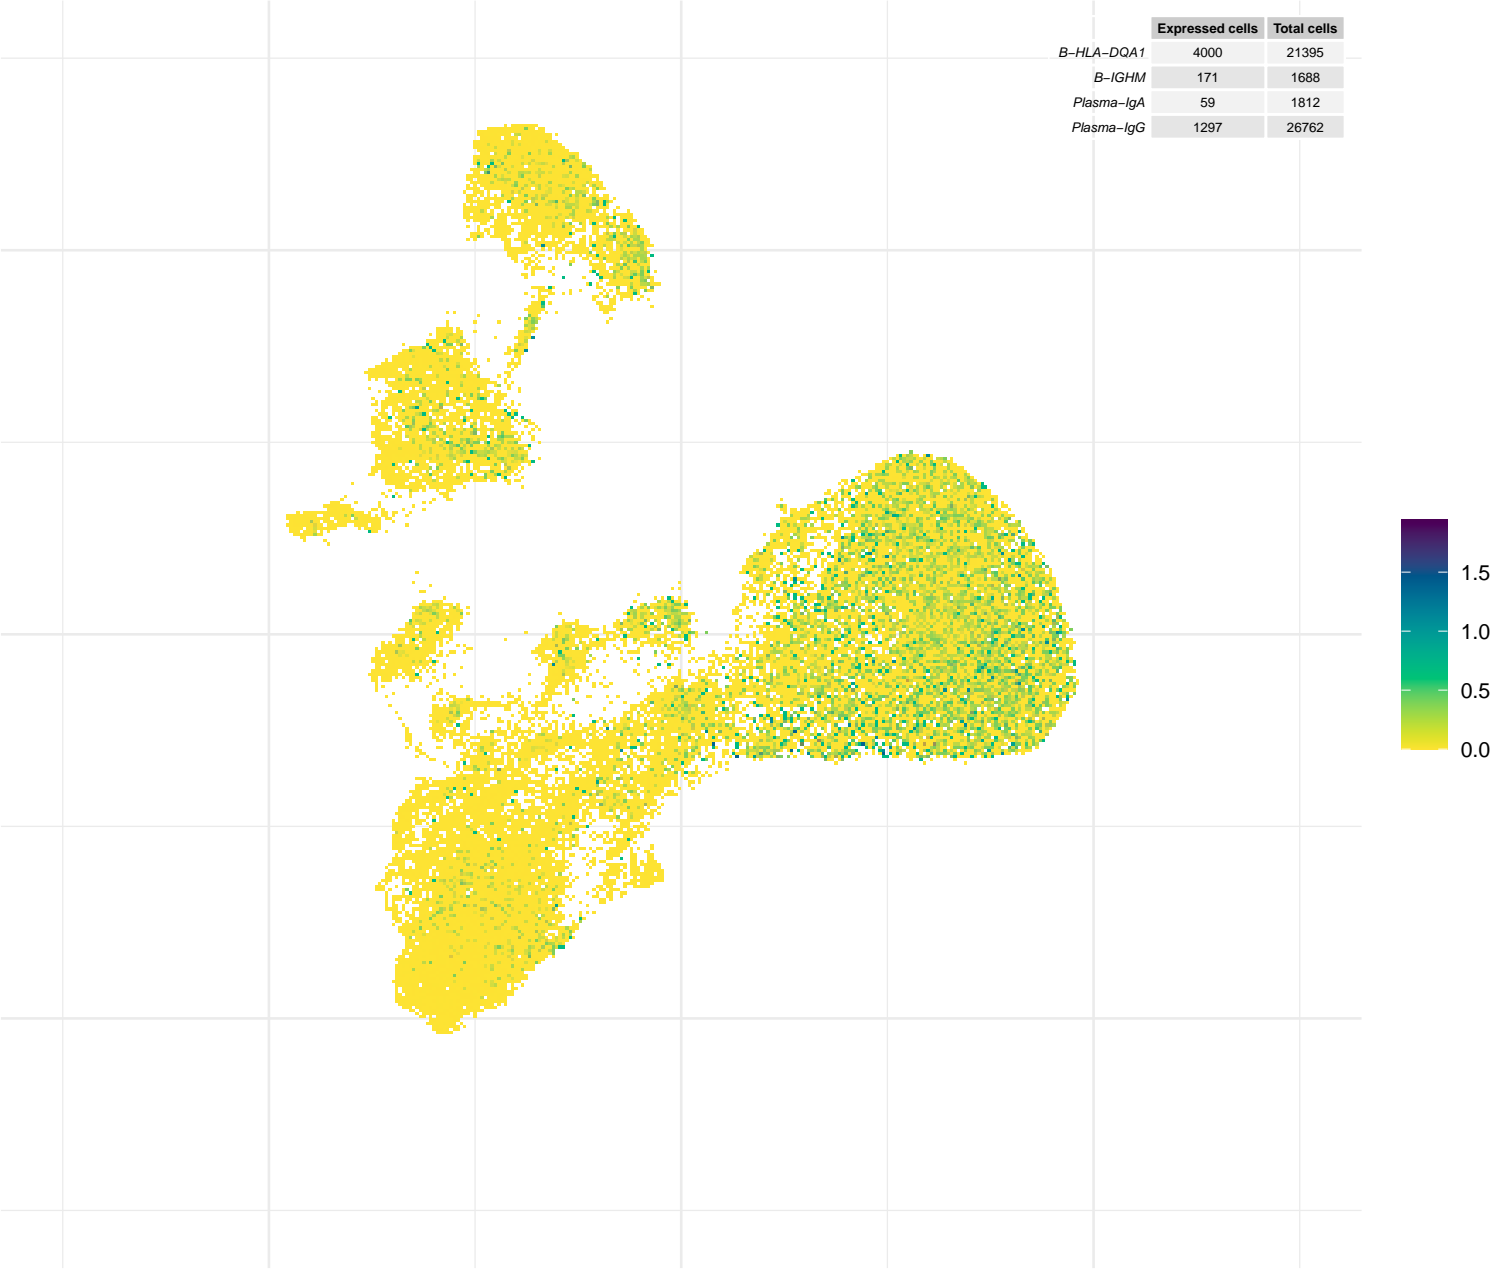 Expressed cells Total cells
B−HLA−DQA1 4000 21395
B−IGHM 171 1688
Plasma−IgA 59 1812
Plasma−IgG 1297 26762
1.5
1.0
0.5
0.0